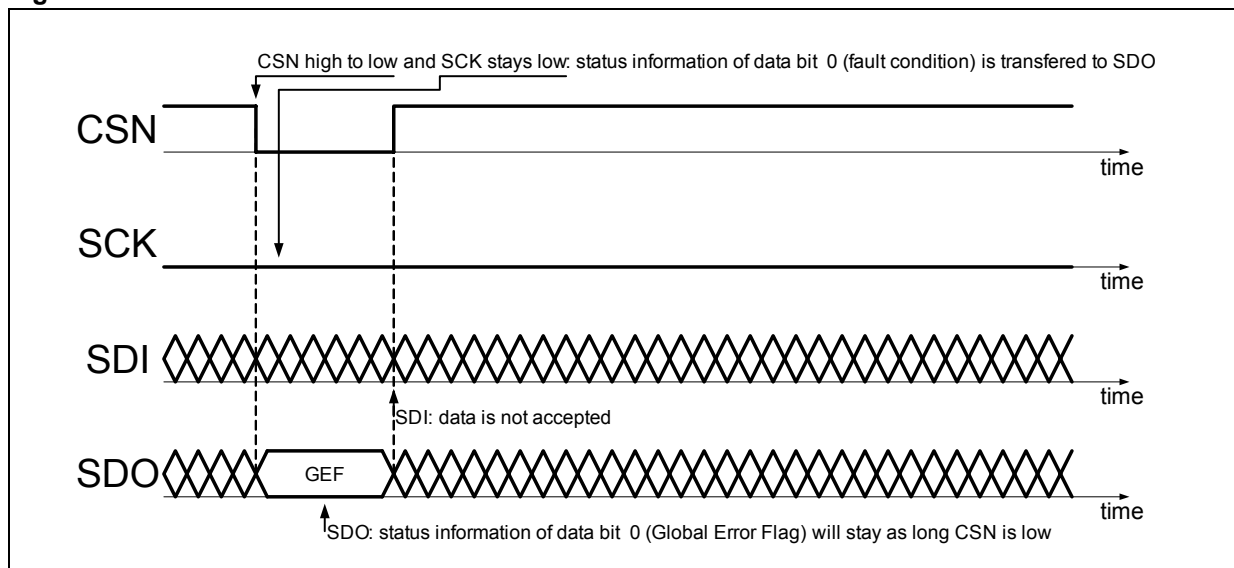 CSN high to low and SCK stays low: status information of data bit 0 (fault condition) is transfered to SDO
CSN
time
SCK
time
SDI
time
SDI: data is not accepted
SDO
GEF
time
SDO: status information of data bit 0 (Global Error Flag) will stay as long CSN is low